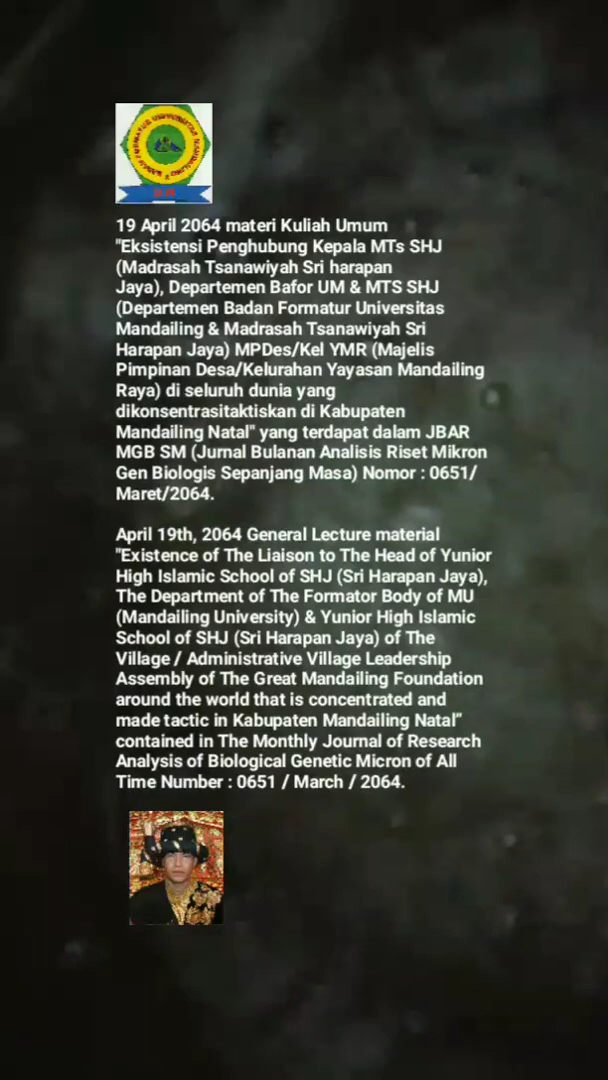 19 April 2064 materi Kuliah Umum
"Eksistensi Penghubung Kepala MTs SHJ
(Madrasah Tsanawiyah Sri harapan
Jaya), Departemen Bafor UM & MTS SHJ
(Departemen Badan Formatur Universitas
Mandailing & Madrasah Tsanawiyah Sri
Harapan Jaya) MPDes/Kel YMR (Majelis
Pimpinan Desa/Kelurahan Yayasan Mandailing
Raya) di seluruh dunia yang
dikonsentrasitaktiskan di Kabupaten
Mandailing Natal" yang terdapat dalam JBAR
MGB SM (Jurnal Bulanan Analisis Riset Mikron
Gen Biologis Sepanjang Masa) Nomor : 0651/
Maret/2064.
April 19th, 2064 General Lecture material
"Existence of The Liaison to The Head of Yunior
High Islamic School of SHJ (Sri Harapan Jaya),
The Department of The Formator Body of MU
(Mandailing University) & Yunior High Islamic
School of SHJ (Sri Harapan Jaya) of The
Village / Administrative Village Leadership
Assembly of The Great Mandailing Foundation
around the world that is concentrated and
made tactic in Kabupaten Mandailing Natal"
contained in The Monthly Journal of Research
Analysis of Biological Genetic Micron of All
Time Number : 0651 / March / 2064.